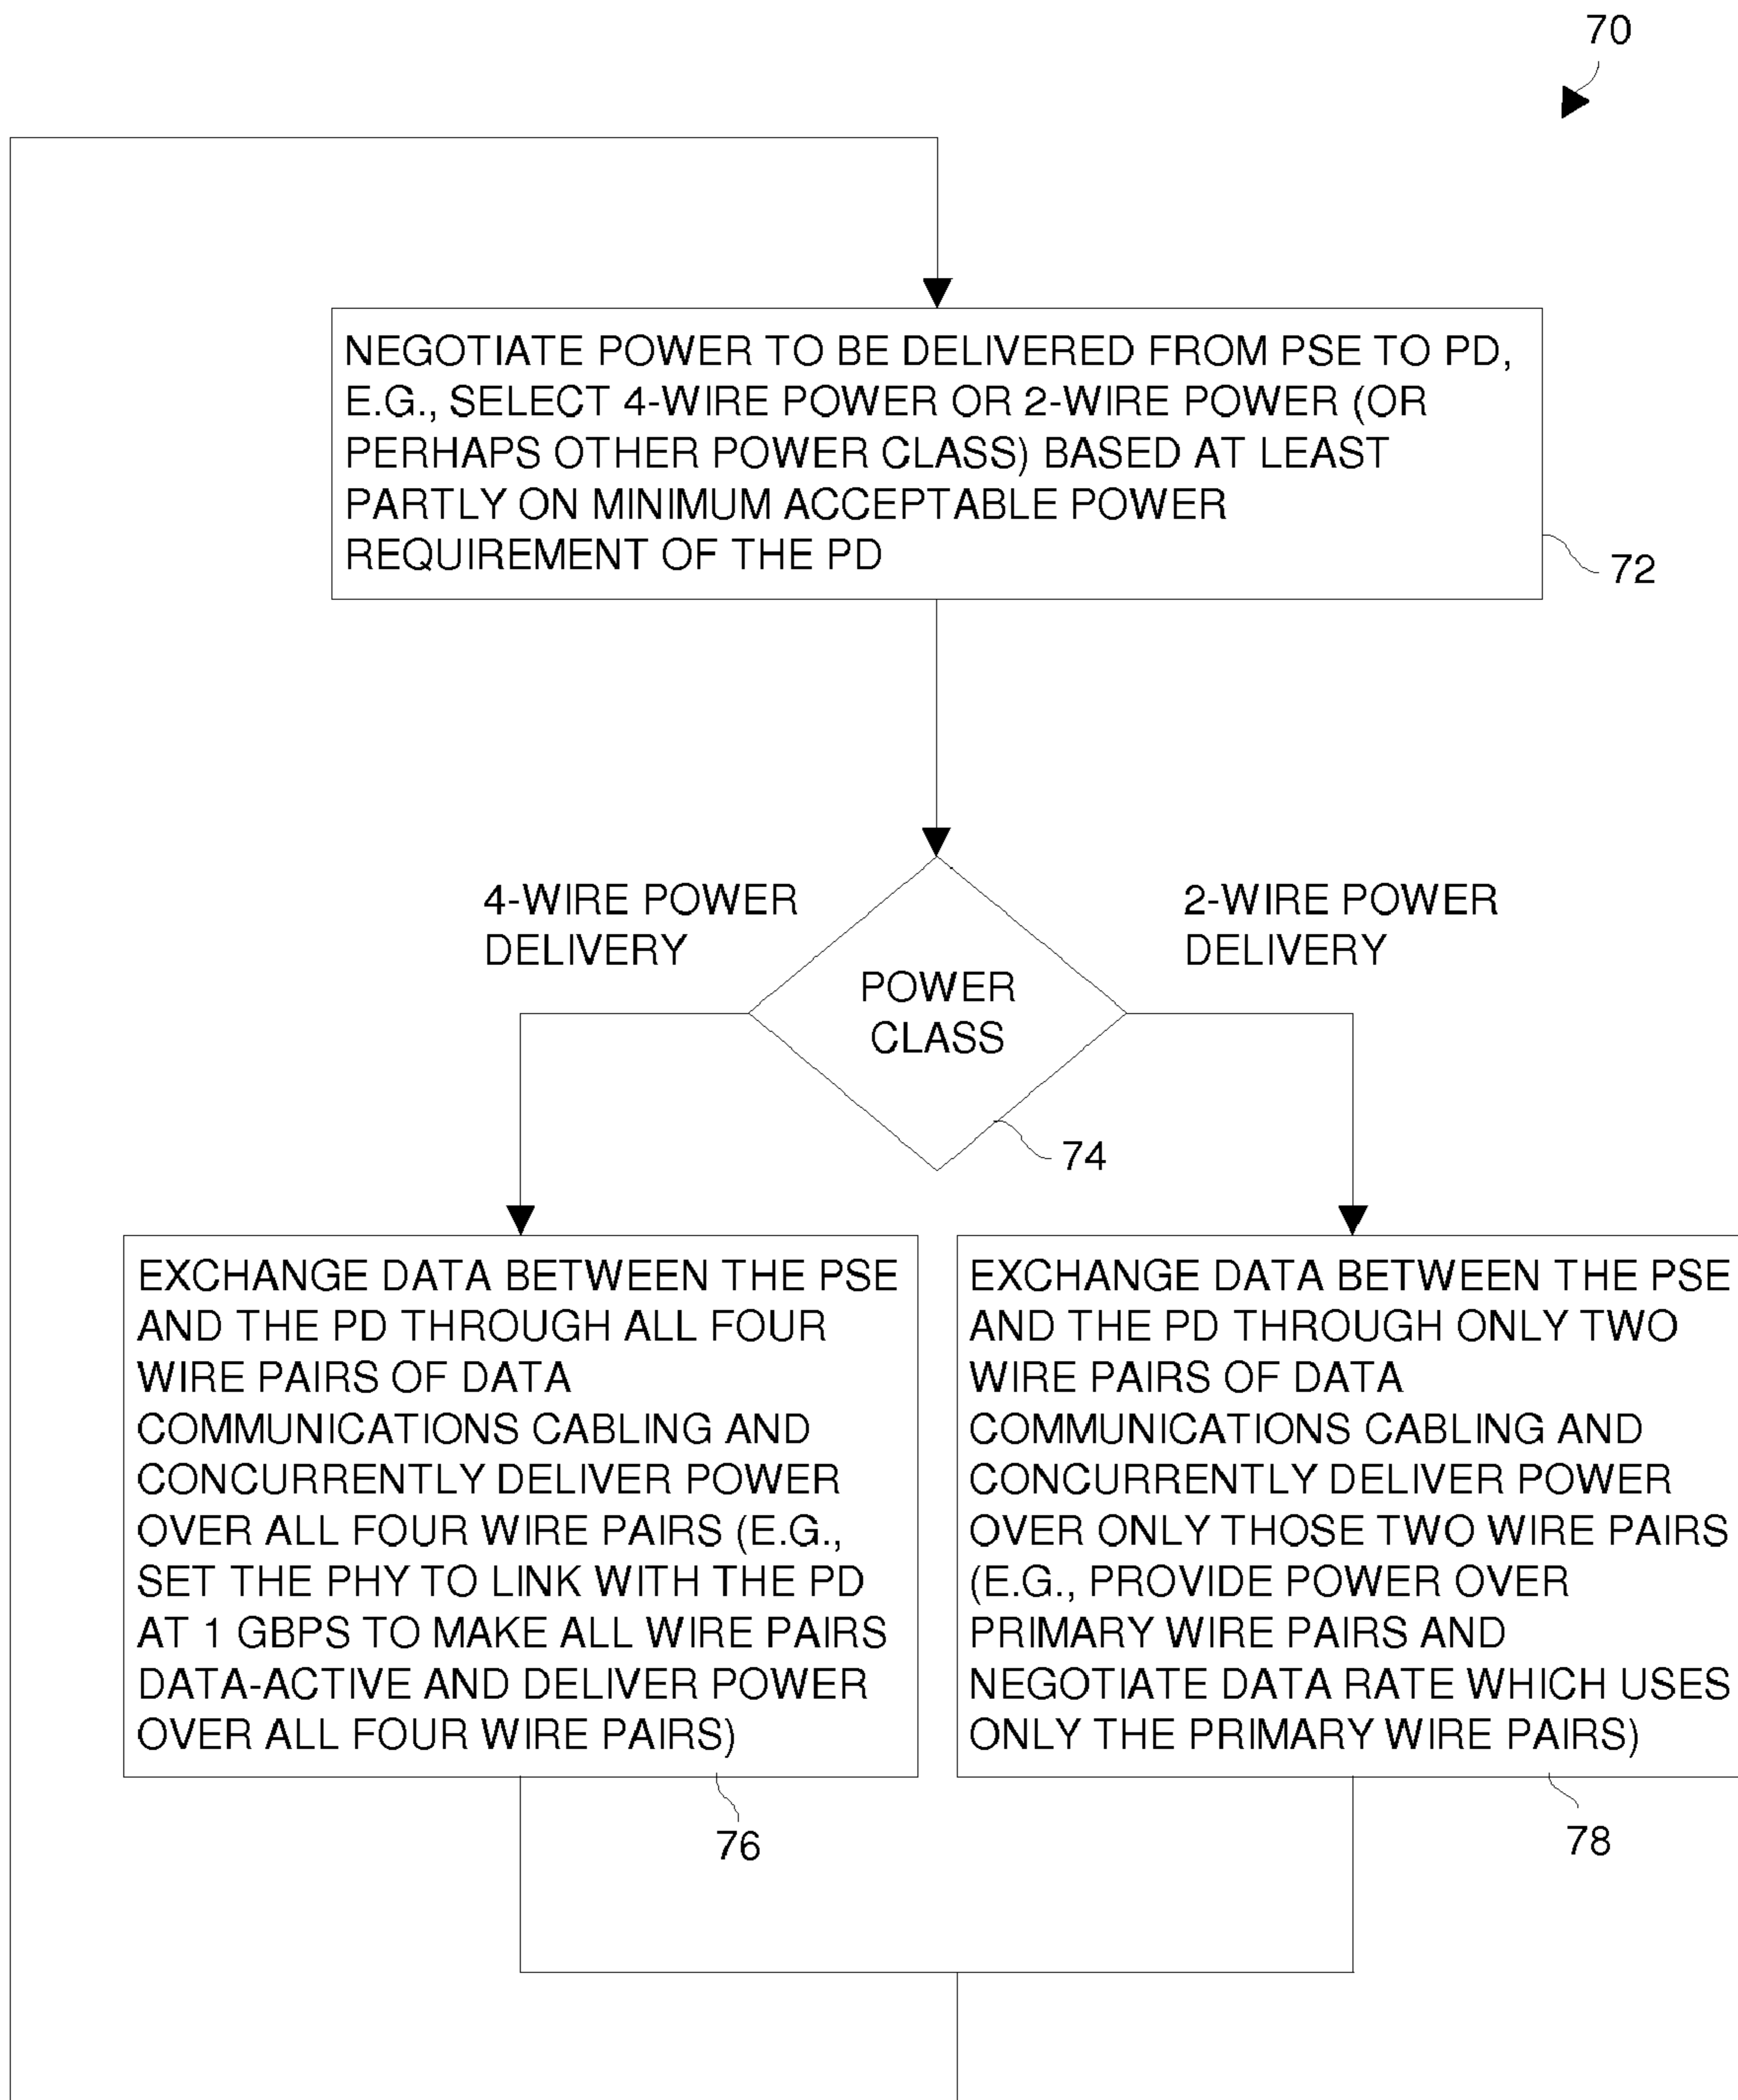 70
NEGOTIATE POWER TO BE DELIVERED FROM PSE TO PD,
E.G., SELECT 4-WIRE POWER OR 2-WIRE POWER (OR
PERHAPS OTHER POWER CLASS) BASED AT LEAST
PARTLY ON MINIMUM ACCEPTABLE POWER
REQUIREMENT OF THE PD
72
4-WIRE POWER
DELIVERY
2-WIRE POWER
DELIVERY
POWER
CLASS
74
EXCHANGE DATA BETWEEN THE PSE
AND THE PD THROUGH ALL FOUR
WIRE PAIRS OF DATA
COMMUNICATIONS CABLING AND
CONCURRENTLY DELIVER POWER
OVER ALL FOUR WIRE PAIRS (E.G.,
SET THE PHY TO LINK WITH THE PD
AT 1 GBPS TO MAKE ALL WIRE PAIRS
DATA-ACTIVE AND DELIVER POWER
OVER ALL FOUR WIRE PAIRS)
76
EXCHANGE DATA BETWEEN THE PSE
AND THE PD THROUGH ONLY TWO
WIRE PAIRS OF DATA
COMMUNICATIONS CABLING AND
CONCURRENTLY DELIVER POWER
OVER ONLY THOSE TWO WIRE PAIRS
(E.G., PROVIDE POWER OVER
PRIMARY WIRE PAIRS AND
NEGOTIATE DATA RATE WHICH USES
ONLY THE PRIMARY WIRE PAIRS)
78